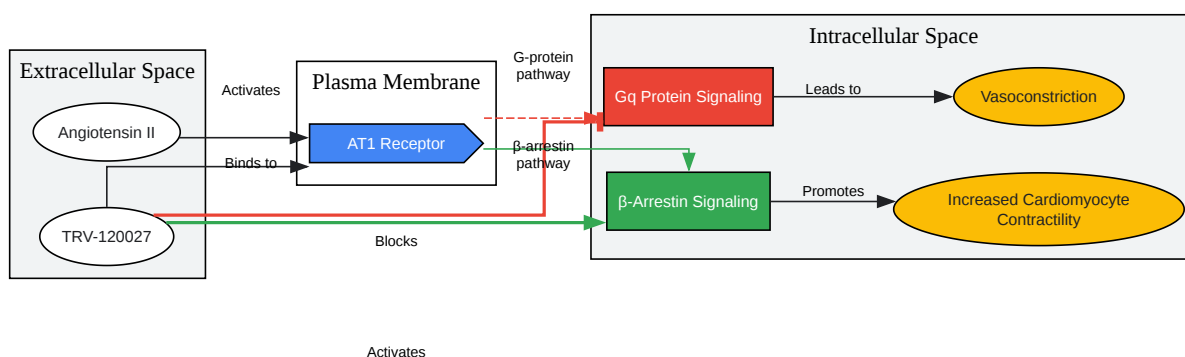 Extracellular Space
Angiotensin II
TRV-120027
Activates
Binds to
Plasma Membrane
AT1 Receptor
G-protein
pathway
β-arrestin
pathway
Blocks
Activates
Intracellular Space
Gq Protein Signaling
Leads to
Vasoconstriction
β-Arrestin Signaling
Promotes
Increased Cardiomyocyte
Contractility